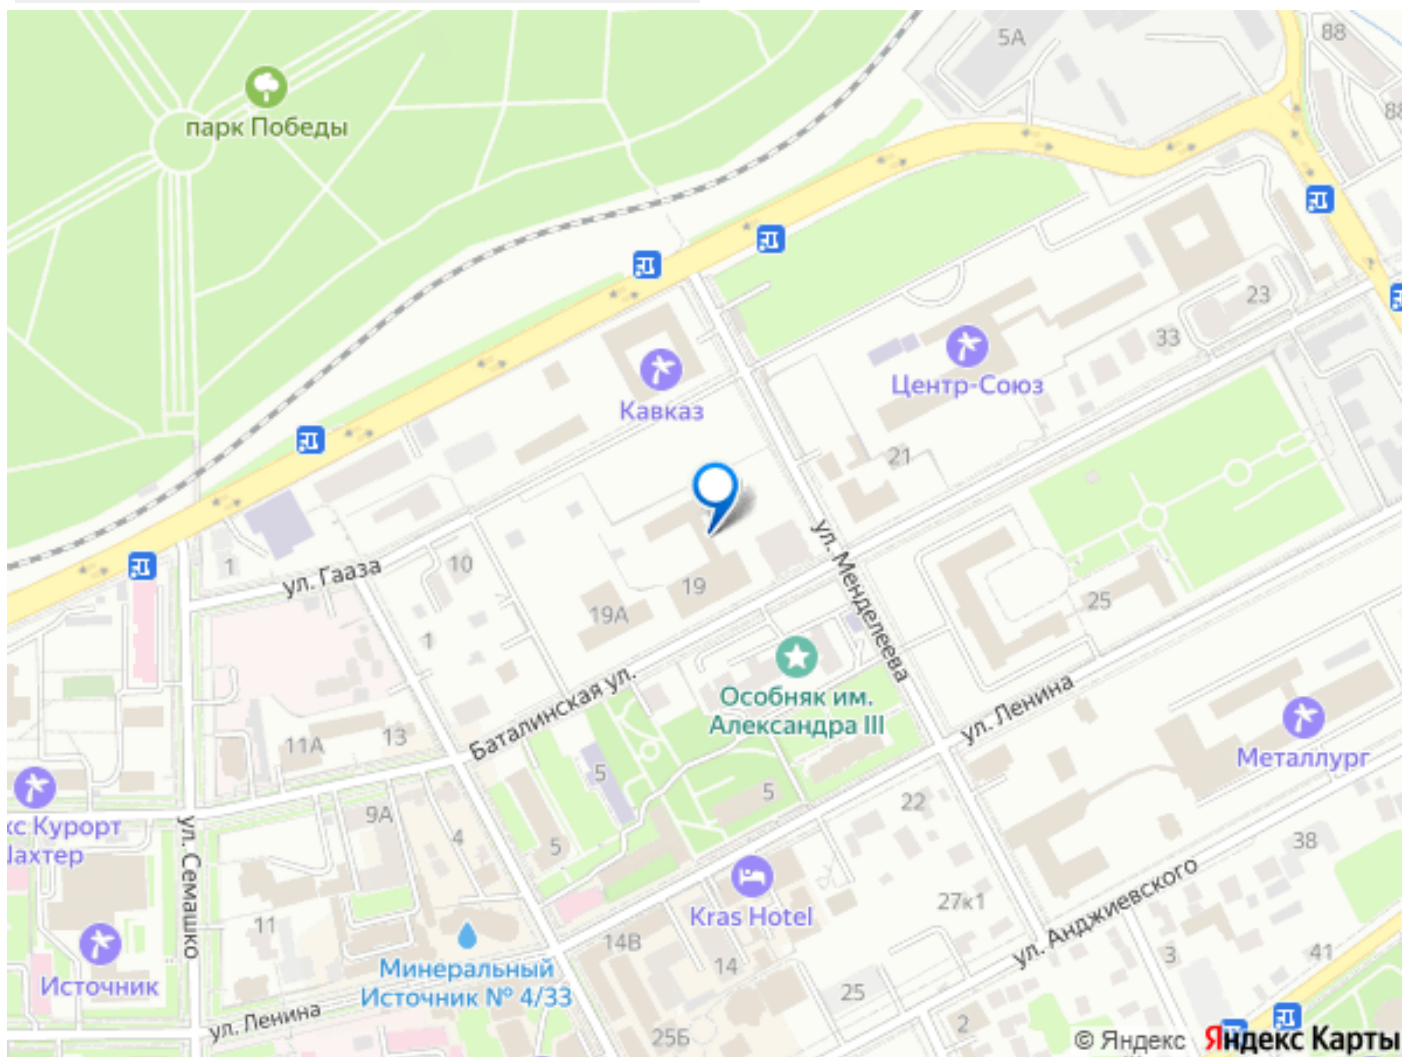 5А
88
88
парк Победы
23
33
Центр-Союз
Кавказ
21
ул. Менделеева
1
ул. Гааза
10
19
19А
1
25
Баталинская ул.
Особняк им.
Александра III
ул. Ленина
Металлург
11А
13
5
5
22
кс Курорт
9А
4
5
38
ул. Семашко
Kras Hotel
27к1
ул. Анджиевского
11
14В
14
3
41
Источник
Минеральный
Источник № 4/33
25
ул. Ленина
25Б
2
© Яндекс Яндекс Карты